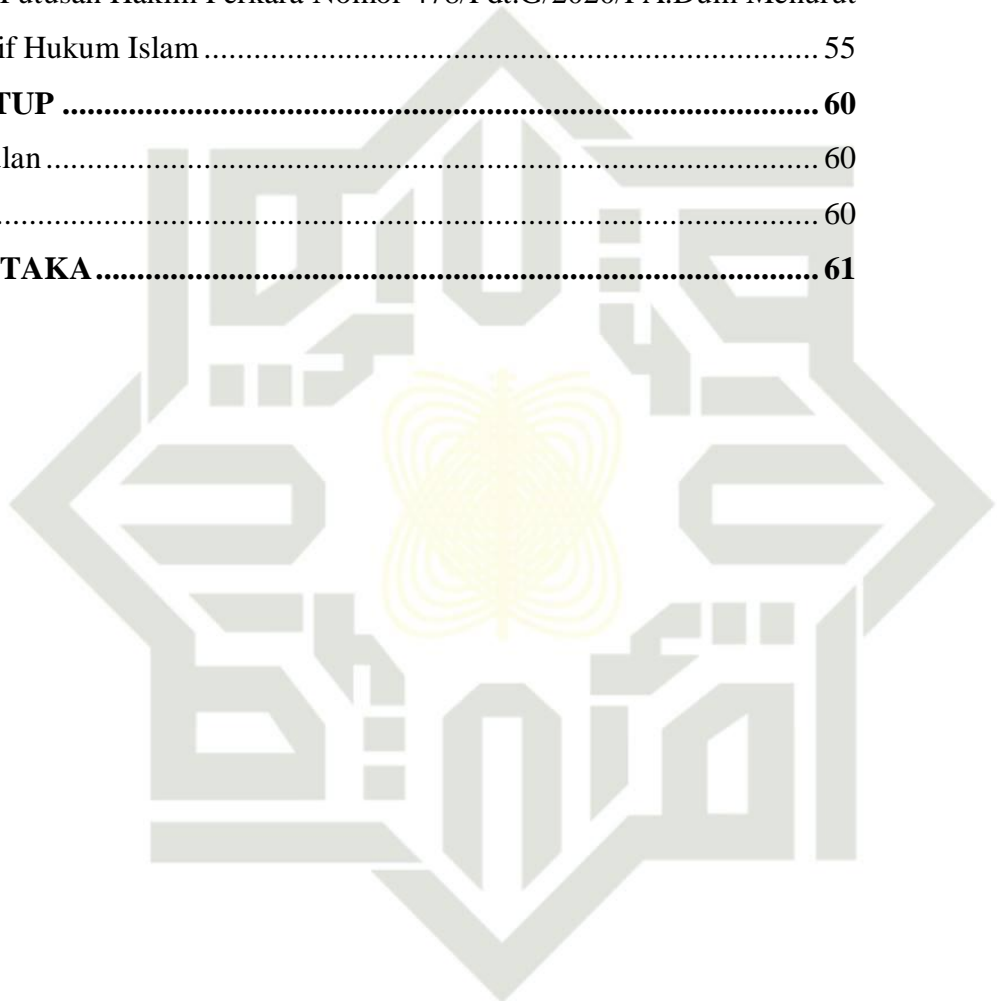 Putusan Hakim Perkara Nomor 478/Pdt.G/2020/PA.Dum Menurut
if Hukum Islam ........................................................................... 55
TUP ................................................................................... 60
ulan ..................................................................................... 60
........................................................................................... 60
TAKA ................................................................................. 61